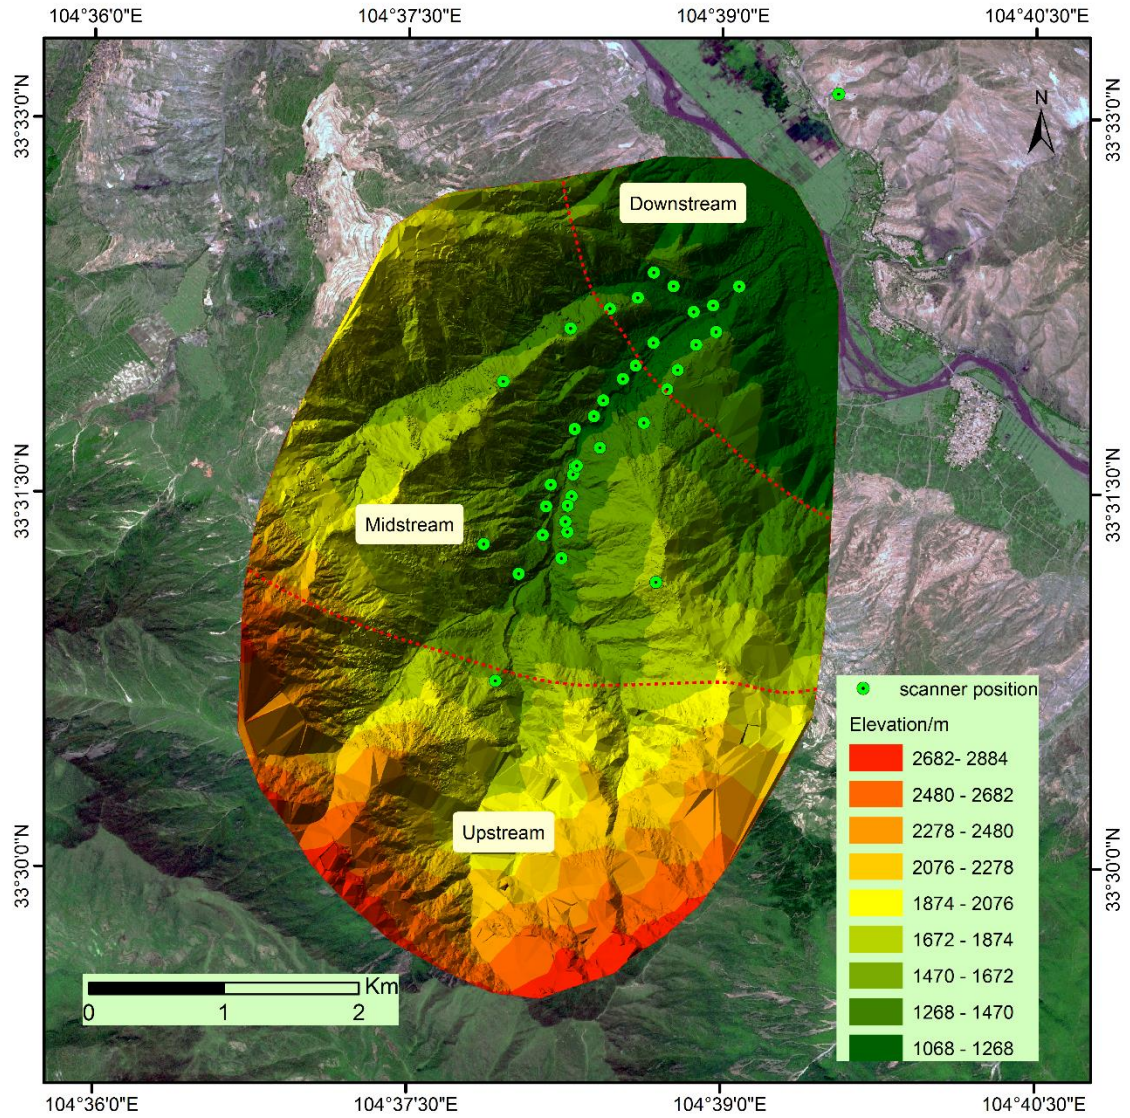 104°36'0"E
104°37'30"E
104°39'0"E
104°40'30"E
33°33'0"N
33°33'0"N
N
Downstream
33°31'30"N
33°31'30"N
Midstream
scanner position
Elevation/m
2682- 2884
2480 - 2682
2278 - 2480
2076 - 2278
1874 - 2076
1672 - 1874
1470 - 1672
1268 - 1470
1068 - 1268
Upstream
33°30'0"N
33°30'0"N
Km
0 1 2
104°36'0"E
104°37'30"E
104°39'0"E
104°40'30"E